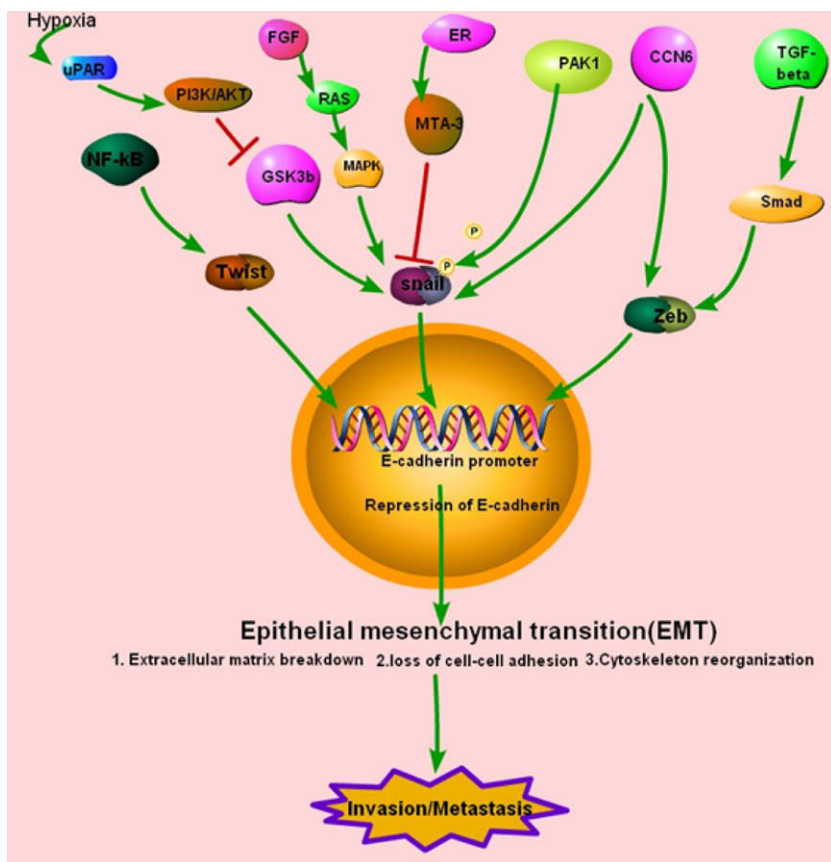 Hypoxia
FGF
ER
PAK1
CCN6
TGF-
beta
uPAR
PI3K/AKT
RAS
MTA-3
NF-kB
GSK3b
MAPK
Smad
P
P
Twist
snail
Zeb
E-cadherin promoter
Repression of E-cadherin
Epithelial mesenchymal transition(EMT)
1. Extracellular matrix breakdown 2.loss of cell-cell adhesion 3.Cytoskeleton reorganization
Invasion/Metastasis